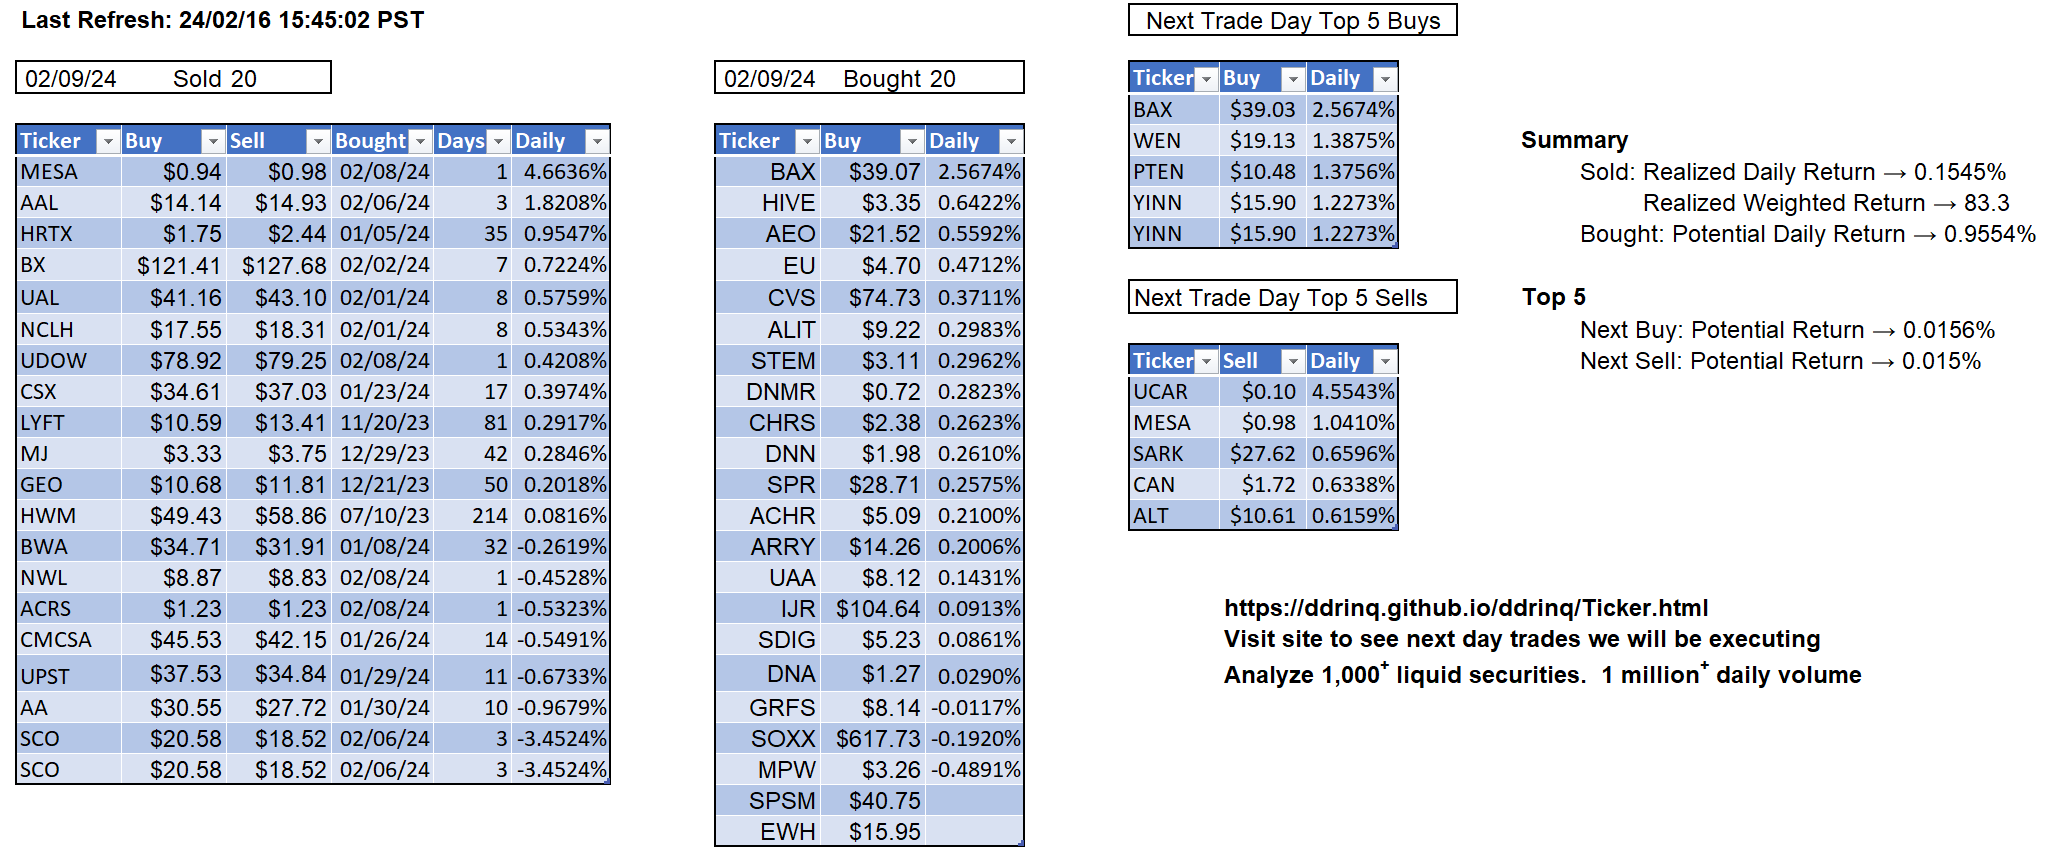 Last Refresh: 24/02/16 15:45:02 PST
02/09/24 Sold 20
Ticker Buy Sell Bought Days Daily
MESA $0.94 $0.98 02/08/24 1 4.6636%
AAL $14.14 $14.93 02/06/24 3 1.8208%
HRTX $1.75 $2.44 01/05/24 35 0.9547%
BX $121.41 $127.68 02/02/24 7 0.7224%
UAL $41.16 $43.10 02/01/24 8 0.5759%
NCLH $17.55 $18.31 02/01/24 8 0.5343%
UDOW $78.92 $79.25 02/08/24 1 0.4208%
CSX $34.61 $37.03 01/23/24 17 0.3974%
LYFT $10.59 $13.41 11/20/23 81 0.2917%
MJ $3.33 $3.75 12/29/23 42 0.2846%
GEO $10.68 $11.81 12/21/23 50 0.2018%
HWM $49.43 $58.86 07/10/23 214 0.0816%
BWA $34.71 $31.91 01/08/24 32 -0.2619%
NWL $8.87 $8.83 02/08/24 1 -0.4528%
ACRS $1.23 $1.23 02/08/24 1 -0.5323%
CMCSA $45.53 $42.15 01/26/24 14 -0.5491%
UPST $37.53 $34.84 01/29/24 11 -0.6733%
AA $30.55 $27.72 01/30/24 10 -0.9679%
SCO $20.58 $18.52 02/06/24 3 -3.4524%
SCO $20.58 $18.52 02/06/24 3 -3.4524%
02/09/24 Bought 20
Ticker Buy Daily
BAX $39.07 2.5674%
HIVE $3.35 0.6422%
AEO $21.52 0.5592%
EU $4.70 0.4712%
CVS $74.73 0.3711%
ALIT $9.22 0.2983%
STEM $3.11 0.2962%
DNMR $0.72 0.2823%
CHRS $2.38 0.2623%
DNN $1.98 0.2610%
SPR $28.71 0.2575%
ACHR $5.09 0.2100%
ARRY $14.26 0.2006%
UAA $8.12 0.1431%
IJR $104.64 0.0913%
SDIG $5.23 0.0861%
DNA $1.27 0.0290%
GRFS $8.14 -0.0117%
SOXX $617.73 -0.1920%
MPW $3.26 -0.4891%
SPSM $40.75
EWH $15.95
Next Trade Day Top 5 Buys
Ticker Buy Daily
BAX $39.03 2.5674%
WEN $19.13 1.3875%
PTEN $10.48 1.3756%
YINN $15.90 1.2273%
YINN $15.90 1.2273%
Next Trade Day Top 5 Sells
Ticker Sell Daily
UCAR $0.10 4.5543%
MESA $0.98 1.0410%
SARK $27.62 0.6596%
CAN $1.72 0.6338%
ALT $10.61 0.6159%
Summary
Sold: Realized Daily Return → 0.1545%
Realized Weighted Return → 83.3
Bought: Potential Daily Return → 0.9554%
Top 5
Next Buy: Potential Return → 0.0156%
Next Sell: Potential Return → 0.015%
https://ddrinq.github.io/ddrinq/Ticker.html
Visit site to see next day trades we will be executing
Analyze 1,000+ liquid securities. 1 million+ daily volume